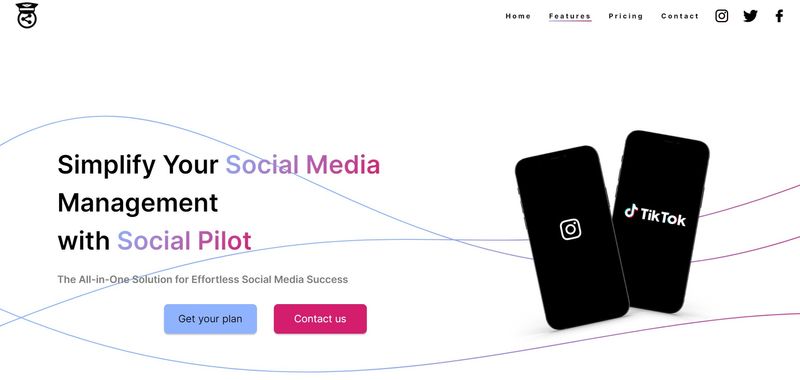 Home Features Pricing Contact
Simplify Your Social Media
Management
with Social Pilot
The All-in-One Solution for Effortless Social Media Success
Get your plan Contact us
TikTok